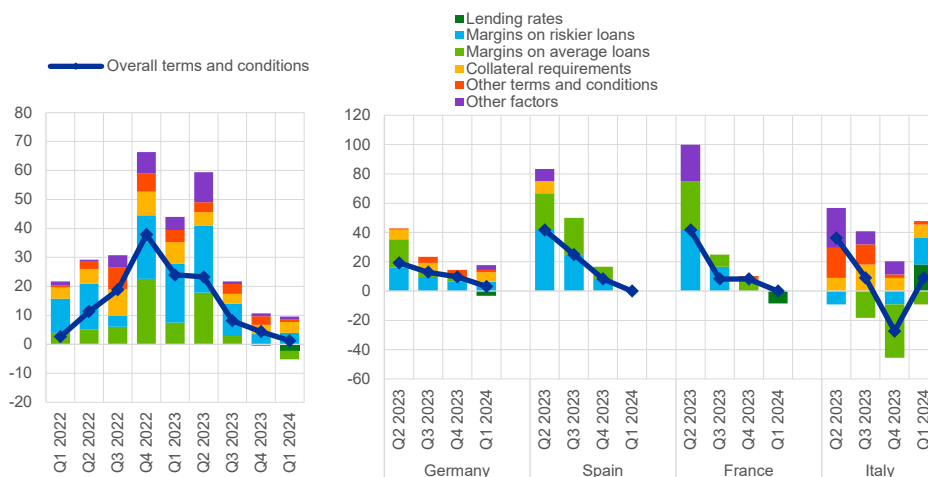 Lending rates
Margins on riskier loans
Margins on average loans
Collateral requirements
Other terms and conditions
Other factors
Overall terms and conditions
80
70
60
50
40
30
20
10
0
-10
-20
Q1 2022
Q2 2022
Q3 2022
Q4 2022
Q1 2023
Q2 2023
Q3 2023
Q4 2023
Q1 2024
120
100
80
60
40
20
0
-20
-40
-60
Q2 2023
Q3 2023
Q4 2023
Q1 2024
Q2 2023
Q3 2023
Q4 2023
Q1 2024
Q2 2023
Q3 2023
Q4 2023
Q1 2024
Q2 2023
Q3 2023
Q4 2023
Q1 2024
Germany Spain France Italy